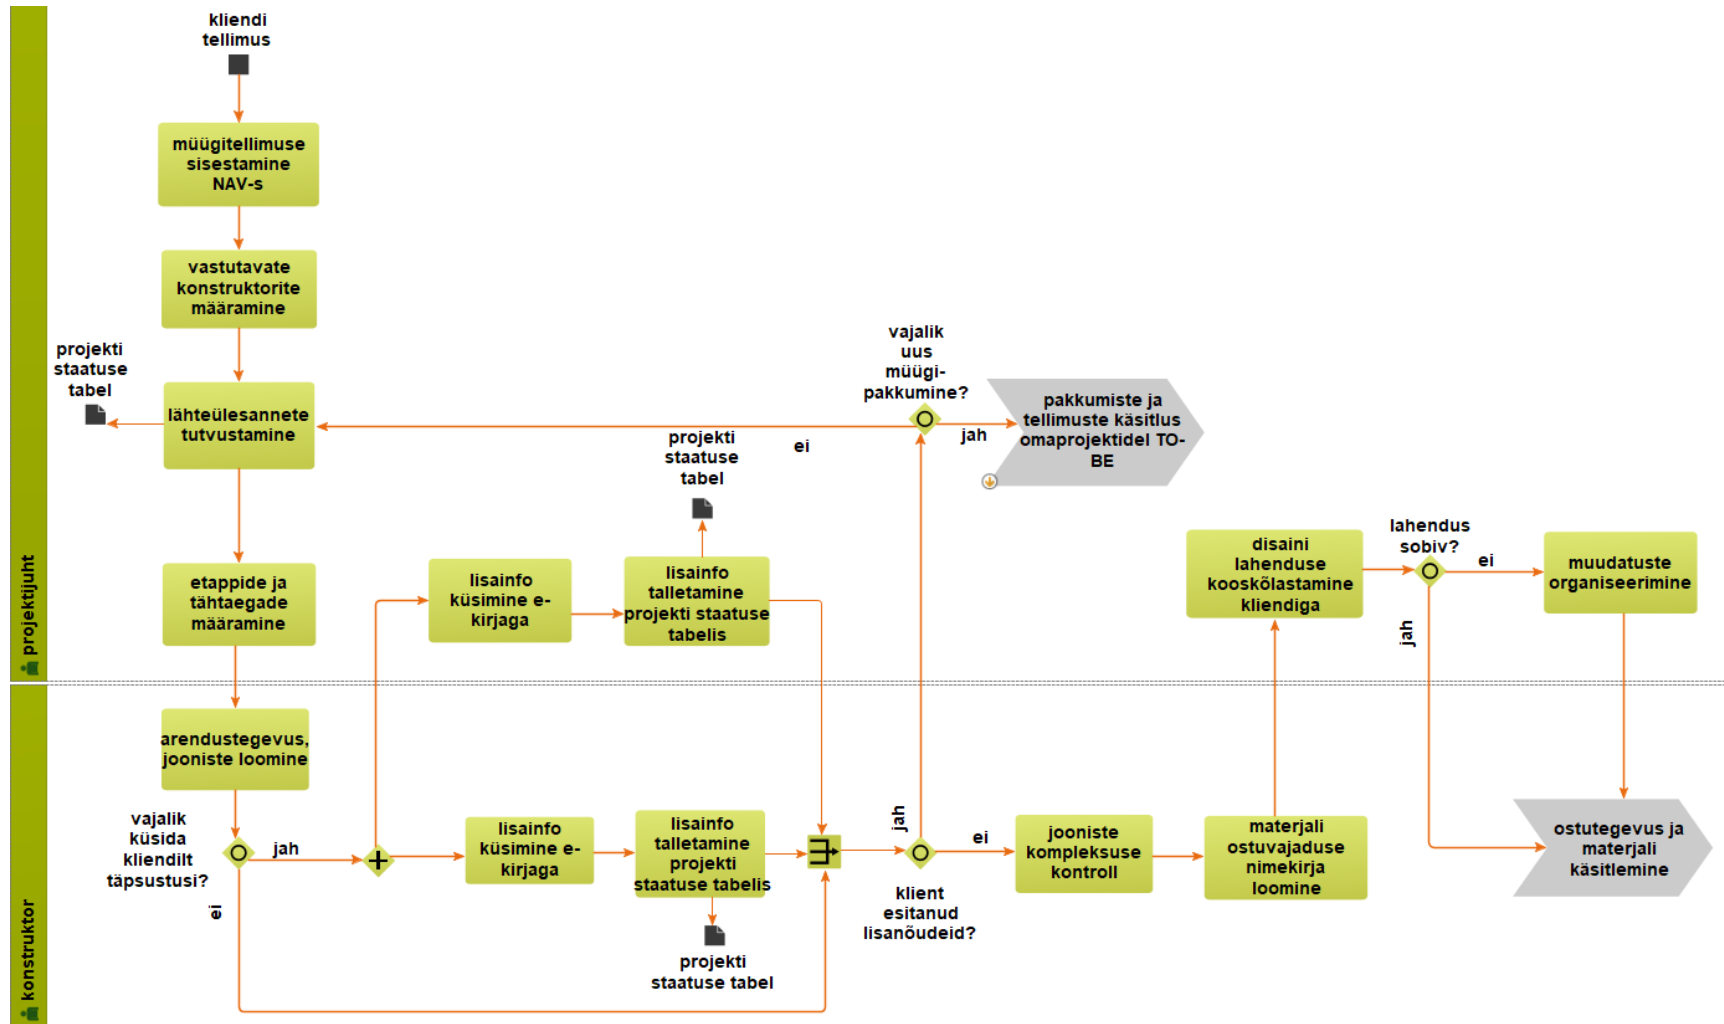 kliendi
tellimus
müügitellimuse
sisestamine
NAV-s
vastutavate
konstruktorite
määramine
projekti
staatuse
tabel
lähteülesannete
tutvustamine
vajalik
uus
müügi-
pakkumine?
jah
ei
pakkumiste ja
tellimuste käsitlus
omaprojektidel TO-
BE
projekti
staatuse
tabel
etappide ja
tähtaegade
määramine
lisainfo
küsimine e-
kirjaga
lisainfo
talletamine
projekti staatuse
tabelis
disaini
lahenduse
kooskõlastamine
kliendiga
lahendus
sobiv?
ei
jah
muudatuste
organiseerimine
projektijuht
arendustegevus,
jooniste loomine
vajalik
küsida
kliendilt
täpsustusi?
jah
ei
lisainfo
küsimine e-
kirjaga
lisainfo
talletamine
projekti
staatuse tabelis
projekti
staatuse tabel
jah
ei
klient
esitanud
lisanõudeid?
jooniste
kompleksuse
kontroll
materjali
ostuvajaduse
nimekirja
loomine
ostutegevus ja
materjali
käsitlemine
konstruktor